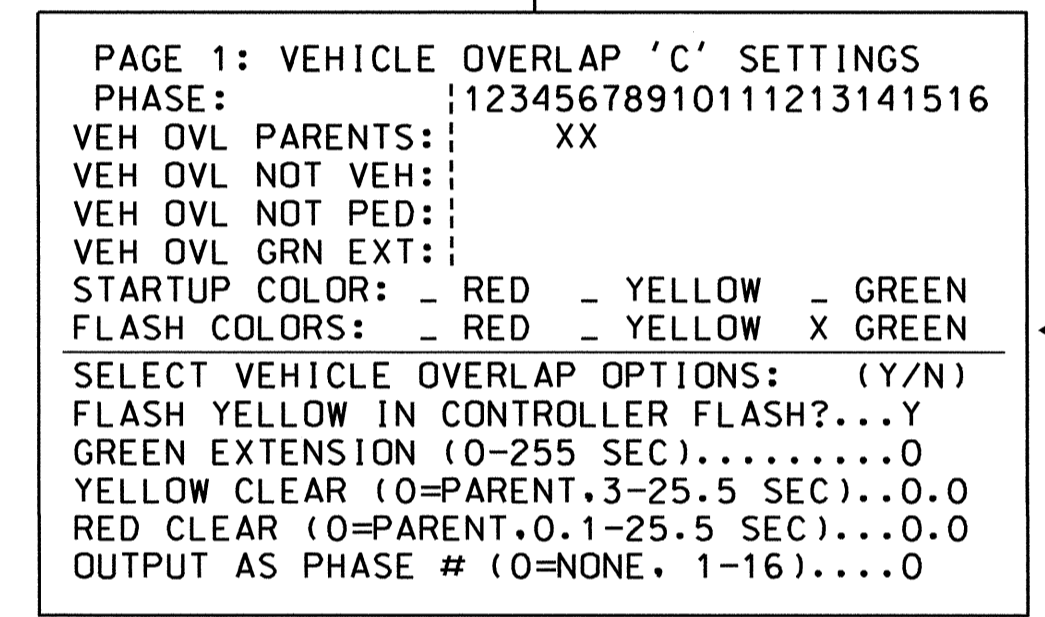 PAGE 1: VEHICLE OVERLAP 'C' SETTINGS
PHASE: ¦12345678910111213141516
VEH OVL PARENTS:¦ XX
VEH OVL NOT VEH:¦
VEH OVL NOT PED:¦
VEH OVL GRN EXT:¦
STARTUP COLOR: _ RED _ YELLOW _ GREEN
FLASH COLORS: _ RED _ YELLOW X GREEN
SELECT VEHICLE OVERLAP OPTIONS: (Y/N)
FLASH YELLOW IN CONTROLLER FLASH?...Y
GREEN EXTENSION (0-255 SEC).........0
YELLOW CLEAR (0=PARENT,3-25.5 SEC)..0.0
RED CLEAR (0=PARENT,0.1-25.5 SEC)...0.0
OUTPUT AS PHASE # (0=NONE, 1-16)....0